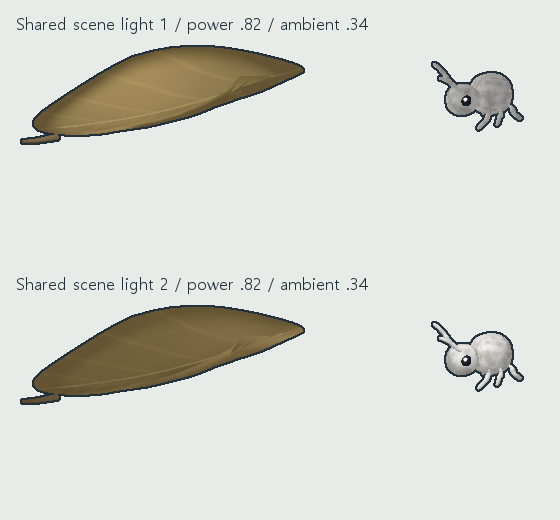 Shared scene light 1 / power .82 / ambient .34
Shared scene light 2 / power .82 / ambient .34